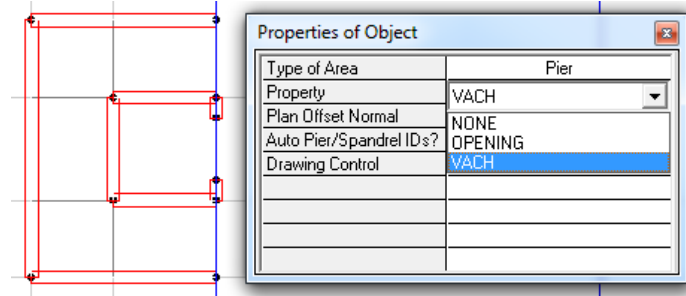 Properties of Object
Type of Area Pier
Property VACH
Plan Offset Normal NONE
Auto Pier/Spandrel IDs? OPENING
Drawing Control VACH